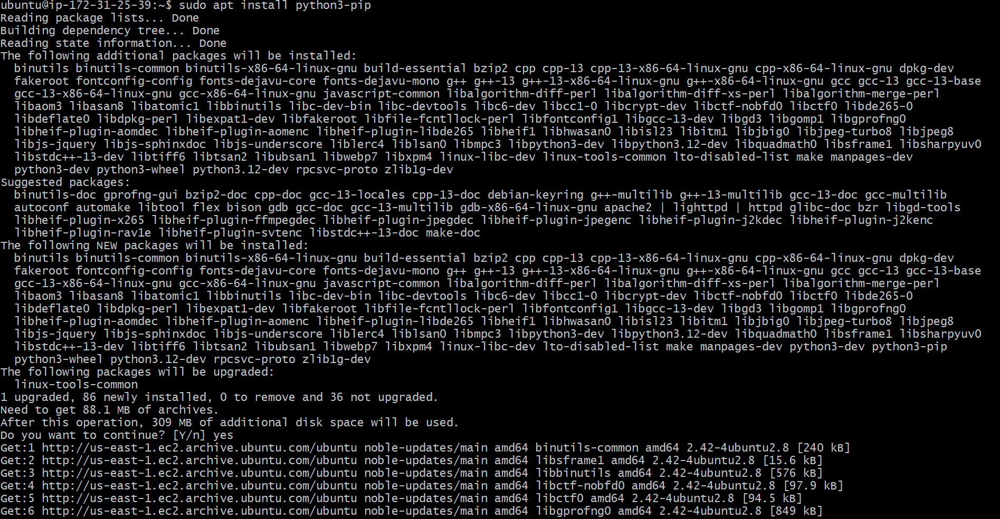 ubuntu@ip-172-31-25-39:~$ sudo apt install python3-pip
Reading package lists... Done
Building dependency tree... Done
Reading state information... Done
The following additional packages will be installed:
  binutils binutils-common binutils-x86-64-linux-gnu build-essential bzip2 cpp cpp-13 cpp-13-x86-64-linux-gnu cpp-x86-64-linux-gnu dpkg-dev
  fakeroot fontconfig-config fonts-dejavu-core fonts-dejavu-mono g++ g++-13 g++-13-x86-64-linux-gnu g++-x86-64-linux-gnu gcc gcc-13 gcc-13-base
  gcc-13-x86-64-linux-gnu gcc-x86-64-linux-gnu javascript-common libalgorithm-diff-perl libalgorithm-diff-xs-perl libalgorithm-merge-perl
  libaom3 libasan8 libatomic1 libbinutils libc-dev-bin libc-devtools libc6-dev libcc1-0 libcrypt-dev libctf-nobfd0 libctf0 libde265-0
  libdeflate0 libdpkg-perl libexpat1-dev libfakeroot libfile-fcntllock-perl libfontconfig1 libgcc-13-dev libgd3 libgomp1 libgprofng0
  libheif-plugin-aomdec libheif-plugin-aomenc libheif-plugin-libde265 libheif1 libhwasan0 libisl23 libitm1 libjbig0 libjpeg-turbo8 libjpeg8
  libjs-jquery libjs-sphinxdoc libjs-underscore liblerc4 liblsan0 libmpc3 libpython3-dev libpython3.12-dev libquadmath0 libsframe1 libsharpyuv0
  libstdc++-13-dev libtiff6 libtsan2 libubsan1 libwebp7 libxpm4 linux-libc-dev linux-tools-common lto-disabled-list make manpages-dev
  python3-dev python3-wheel python3.12-dev rpcsvc-proto zlib1g-dev
Suggested packages:
  binutils-doc gprofng-gui bzip2-doc cpp-doc gcc-13-locales cpp-13-doc debian-keyring g++-multilib g++-13-multilib gcc-13-doc gcc-multilib
  autoconf automake libtool flex bison gdb gcc-doc gcc-13-multilib gdb-x86-64-linux-gnu apache2 | lighttpd | httpd glibc-doc bzr libgd-tools
  libheif-plugin-x265 libheif-plugin-ffmpegdec libheif-plugin-jpegdec libheif-plugin-jpegenc libheif-plugin-j2kdec libheif-plugin-j2kenc
  libheif-plugin-rav1e libheif-plugin-svtenc libstdc++-13-doc make-doc
The following NEW packages will be installed:
  binutils binutils-common binutils-x86-64-linux-gnu build-essential bzip2 cpp cpp-13 cpp-13-x86-64-linux-gnu cpp-x86-64-linux-gnu dpkg-dev
  fakeroot fontconfig-config fonts-dejavu-core fonts-dejavu-mono g++ g++-13 g++-13-x86-64-linux-gnu g++-x86-64-linux-gnu gcc gcc-13 gcc-13-base
  gcc-13-x86-64-linux-gnu gcc-x86-64-linux-gnu javascript-common libalgorithm-diff-perl libalgorithm-diff-xs-perl libalgorithm-merge-perl
  libaom3 libasan8 libatomic1 libbinutils libc-dev-bin libc-devtools libc6-dev libcc1-0 libcrypt-dev libctf-nobfd0 libctf0 libde265-0
  libdeflate0 libdpkg-perl libexpat1-dev libfakeroot libfile-fcntllock-perl libfontconfig1 libgcc-13-dev libgd3 libgomp1 libgprofng0
  libheif-plugin-aomdec libheif-plugin-aomenc libheif-plugin-libde265 libheif1 libhwasan0 libisl23 libitm1 libjbig0 libjpeg-turbo8 libjpeg8
  libjs-jquery libjs-sphinxdoc libjs-underscore liblerc4 liblsan0 libmpc3 libpython3-dev libpython3.12-dev libquadmath0 libsframe1 libsharpyuv0
  libstdc++-13-dev libtiff6 libtsan2 libubsan1 libwebp7 libxpm4 linux-libc-dev lto-disabled-list make manpages-dev python3-dev python3-pip
  python3-wheel python3.12-dev rpcsvc-proto zlib1g-dev
The following packages will be upgraded:
  linux-tools-common
1 upgraded, 86 newly installed, 0 to remove and 36 not upgraded.
Need to get 88.1 MB of archives.
After this operation, 309 MB of additional disk space will be used.
Do you want to continue? [Y/n] yes
Get:1 http://us-east-1.ec2.archive.ubuntu.com/ubuntu noble-updates/main amd64 binutils-common amd64 2.42-4ubuntu2.8 [240 kB]
Get:2 http://us-east-1.ec2.archive.ubuntu.com/ubuntu noble-updates/main amd64 libsframe1 amd64 2.42-4ubuntu2.8 [15.6 kB]
Get:3 http://us-east-1.ec2.archive.ubuntu.com/ubuntu noble-updates/main amd64 libbinutils amd64 2.42-4ubuntu2.8 [576 kB]
Get:4 http://us-east-1.ec2.archive.ubuntu.com/ubuntu noble-updates/main amd64 libctf-nobfd0 amd64 2.42-4ubuntu2.8 [97.9 kB]
Get:5 http://us-east-1.ec2.archive.ubuntu.com/ubuntu noble-updates/main amd64 libctf0 amd64 2.42-4ubuntu2.8 [94.5 kB]
Get:6 http://us-east-1.ec2.archive.ubuntu.com/ubuntu noble-updates/main amd64 libgprofng0 amd64 2.42-4ubuntu2.8 [849 kB]